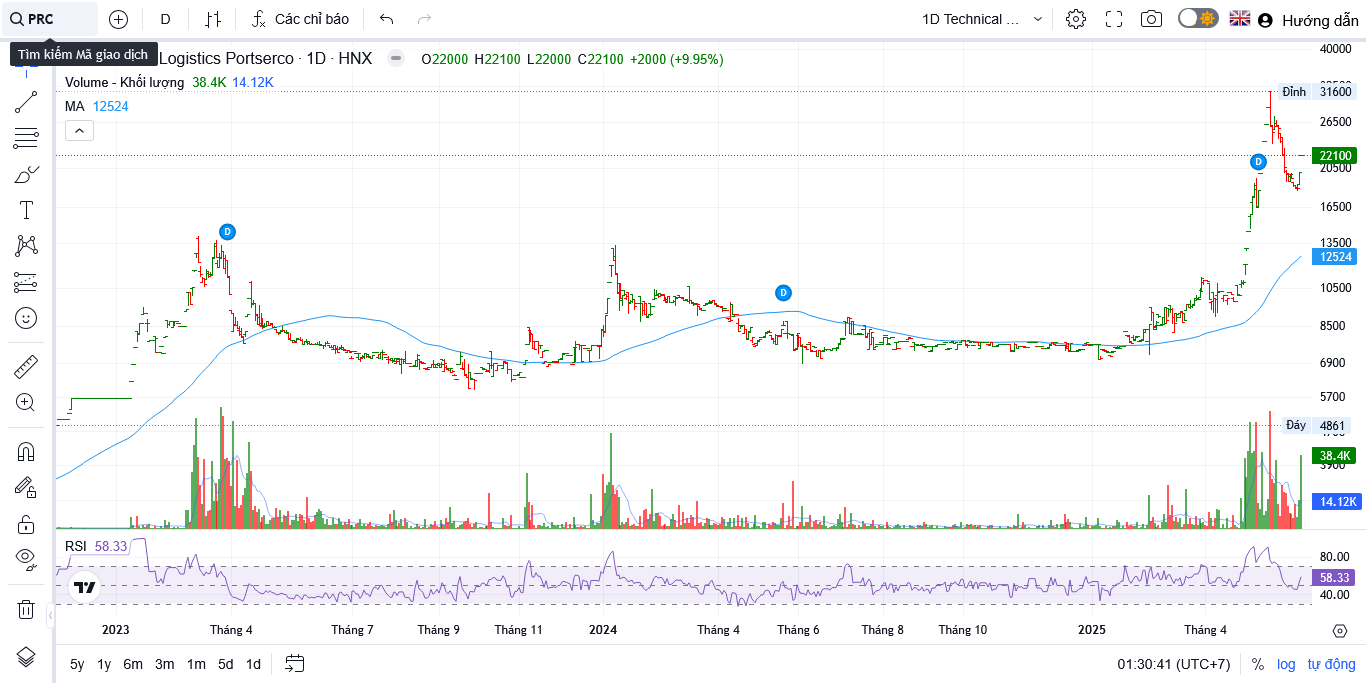 PRC
D
Các chỉ báo
1D Technical ...
Hướng dẫn
Tìm kiếm Mã giao dịch
Logistics Portserco · 1D · HNX
O22000 H22100 L22000 C22100 +2000 (+9.95%)
Volume - Khối lượng 38.4K 14.12K
MA 12524
40000
Đỉnh 31600
26500
22100
20500
16500
13500
12524
10500
8500
6900
5700
Đáy 4861
38.4K
3900
14.12K
D
D
D
RSI 58.33
80.00
58.33
40.00
2023 Tháng 4 Tháng 7 Tháng 9 Tháng 11 2024 Tháng 4 Tháng 6 Tháng 8 Tháng 10 2025 Tháng 4
5y 1y 6m 3m 1m 5d 1d
01:30:41 (UTC+7) % log tự động